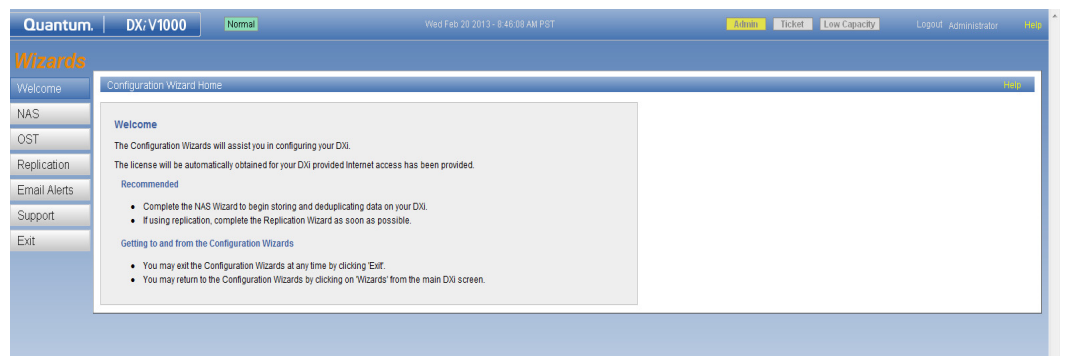 Quantum. DXi V1000 Normal Wed Feb 20 2013 - 8:46:08 AM PST Admin Ticket Low Capacity Logout Administrator Help
Wizards
Welcome
NAS
OST
Replication
Email Alerts
Support
Exit
Configuration Wizard Home Help
Welcome
The Configuration Wizards will assist you in configuring your DXi.
The license will be automatically obtained for your DXi provided Internet access has been provided.
Recommended
• Complete the NAS Wizard to begin storing and deduplicating data on your DXi.
• If using replication, complete the Replication Wizard as soon as possible.
Getting to and from the Configuration Wizards
• You may exit the Configuration Wizards at any time by clicking 'Exit'.
• You may return to the Configuration Wizards by clicking on 'Wizards' from the main DXi screen.